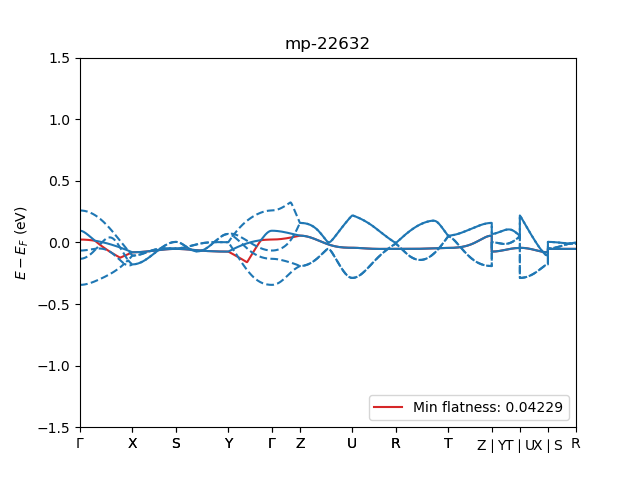 mp-22632
E − E_F (eV)
1.5
1.0
0.5
0.0
−0.5
−1.0
−1.5
Min flatness: 0.04229
Γ X S Y Γ Z U R T Z | YT | UX | S R